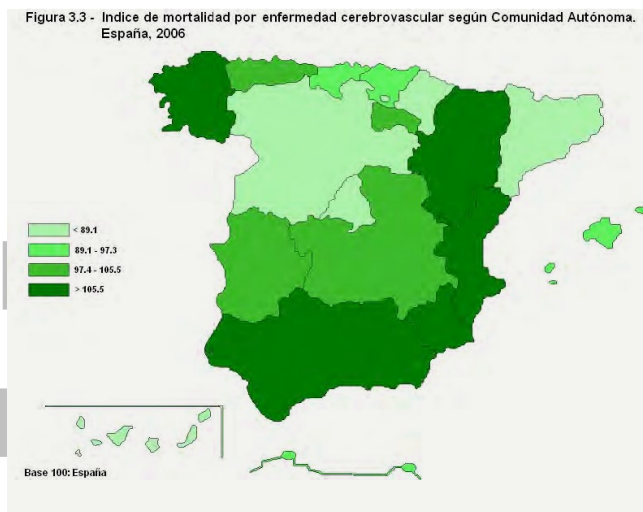 Figura 3.3 - Indice de mortalidad por enfermedad cerebrovascular según Comunidad Autónoma.
España, 2006
< 89.1
89.1 - 97.3
97.4 - 105.5
> 105.5
Base 100: España